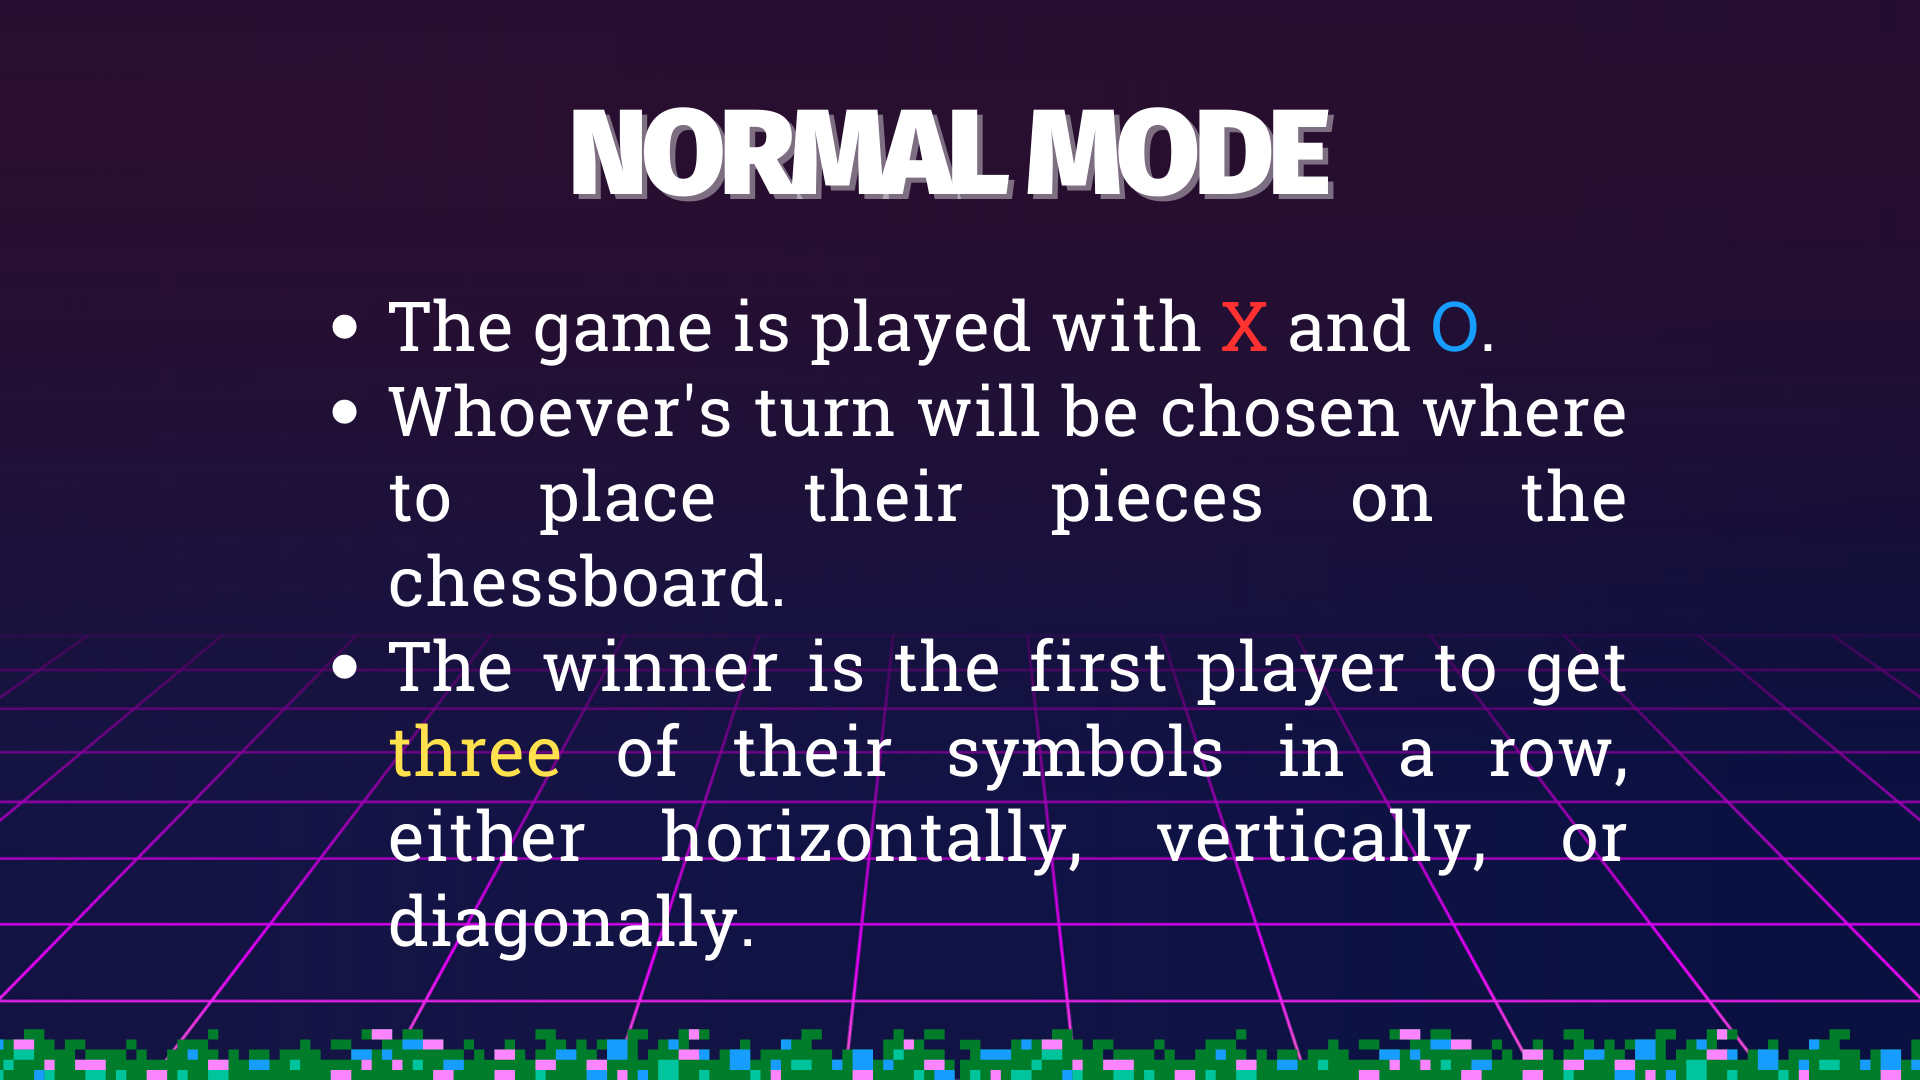 NORMAL MODE
• The game is played with X and O.
• Whoever's turn will be chosen where
to place their pieces on the
chessboard.
• The winner is the first player to get
three of their symbols in a row,
either horizontally, vertically, or
diagonally.